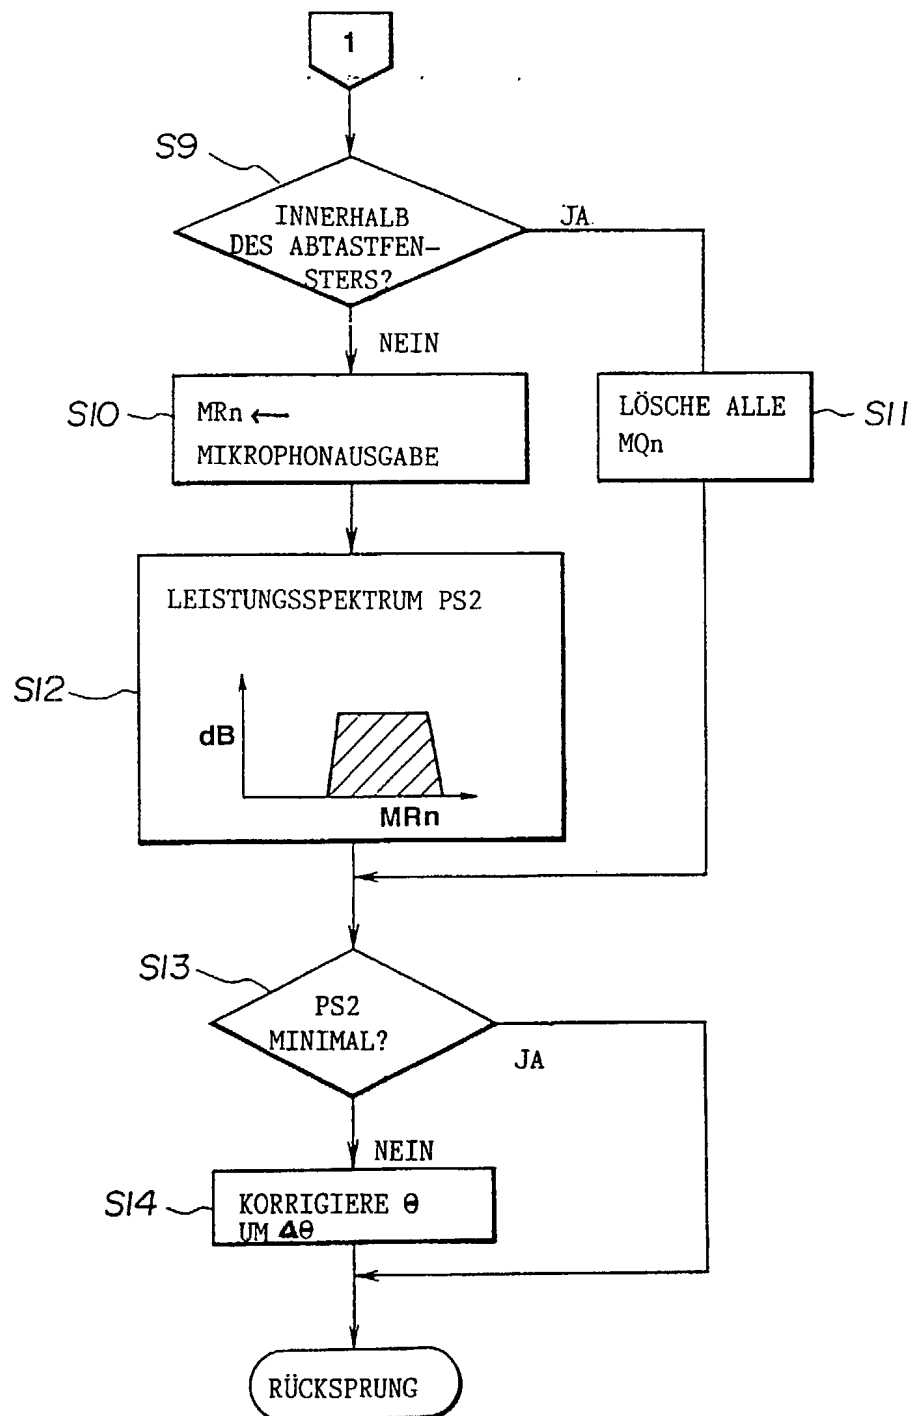 1
S9
INNERHALB
DES ABTASTFEN-
STERS?
JA
NEIN
S10
MRn ←
MIKROPHONAUSGABE
LÖSCHE ALLE
MQn
S11
LEISTUNGSSPEKTRUM PS2
S12
dB
MRn
S13
PS2
MINIMAL?
JA
NEIN
S14
KORRIGIERE θ
UM Δθ
RÜCKSPRUNG